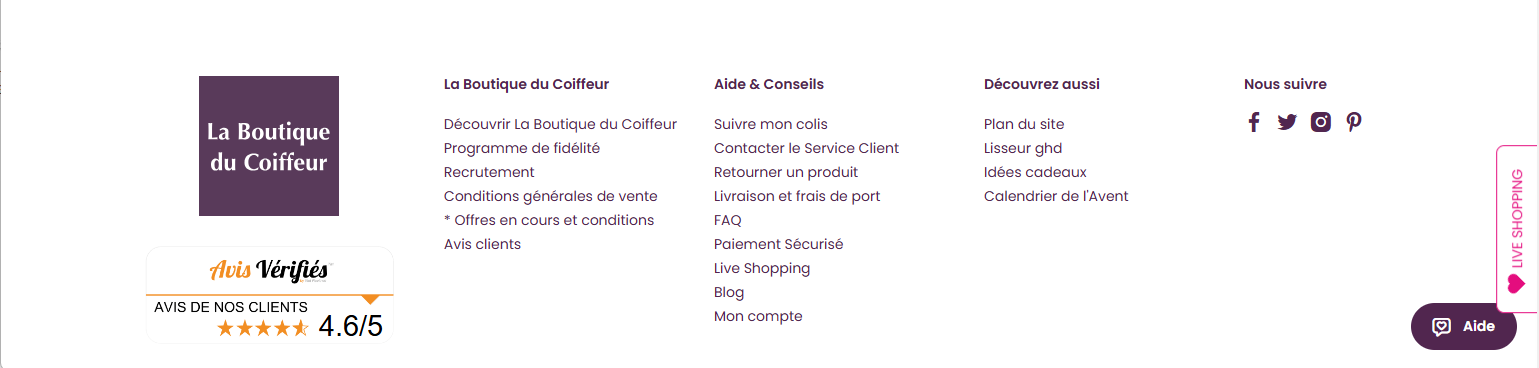 La Boutique
du Coiffeur
Avis Vérifiés
AVIS DE NOS CLIENTS
4.6/5
La Boutique du Coiffeur
Découvrir La Boutique du Coiffeur
Programme de fidélité
Recrutement
Conditions générales de vente
* Offres en cours et conditions
Avis clients
Aide & Conseils
Suivre mon colis
Contacter le Service Client
Retourner un produit
Livraison et frais de port
FAQ
Paiement Sécurisé
Live Shopping
Blog
Mon compte
Découvrez aussi
Plan du site
Lisseur ghd
Idées cadeaux
Calendrier de l'Avent
Nous suivre
LIVE SHOPPING
Aide